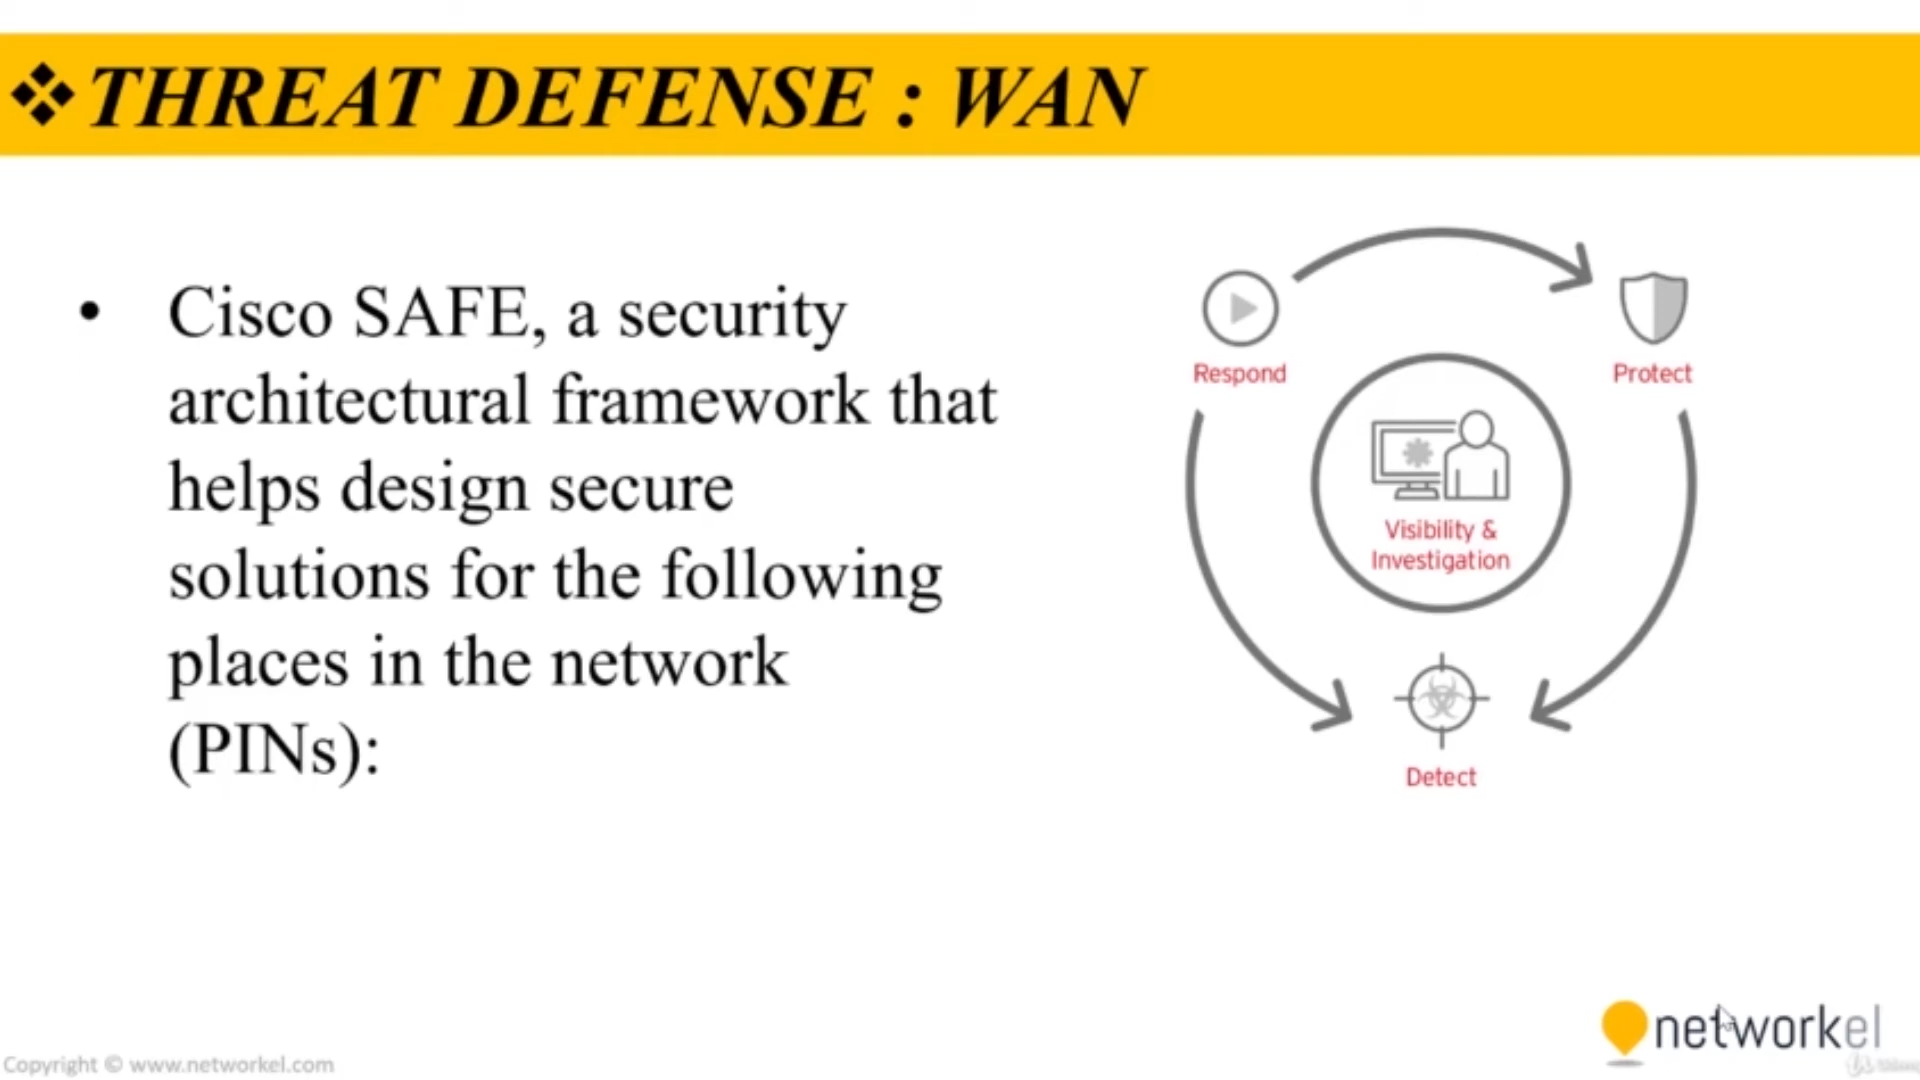 ❖THREAT DEFENSE : WAN
• Cisco SAFE, a security
architectural framework that
helps design secure
solutions for the following
places in the network
(PINs):
Respond
Protect
Visibility &
Investigation
Detect
networkel
Copyright © www.networkel.com